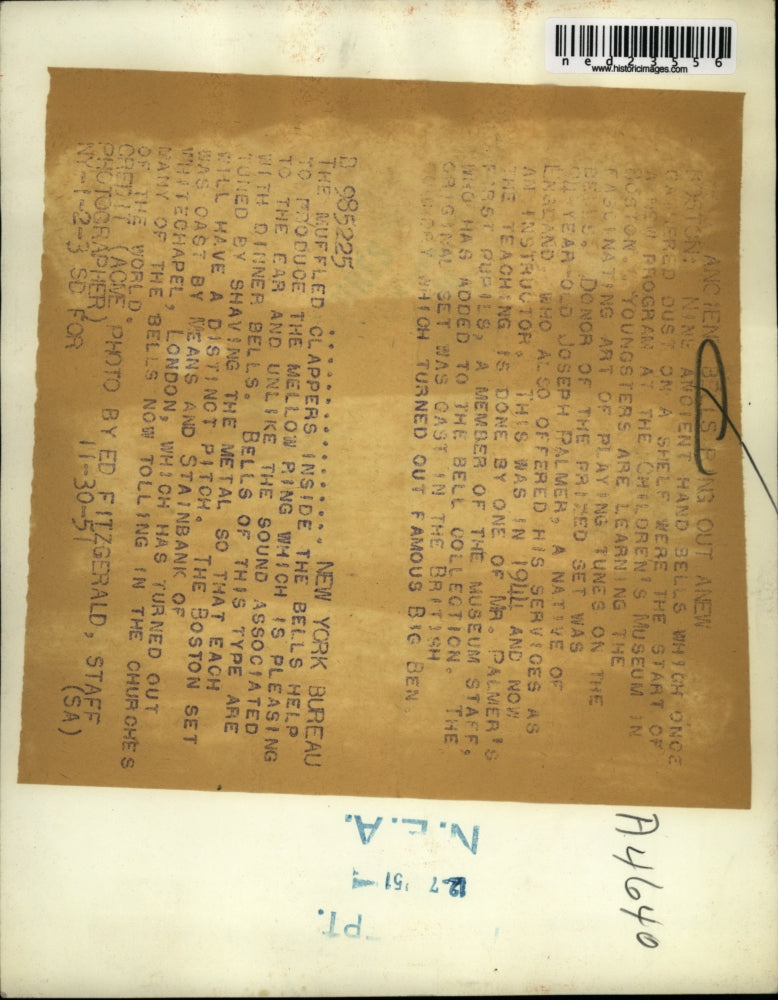 ned23556
www.historicimages.com
ANCIENT BELLS RING OUT ANEW
BOSTON: NINE ANCIENT HAND BELLS WHICH ONCE
GATHERED DUST ON A SHELF WERE THE START OF
A NEW PROGRAM AT THE CHILDREN'S MUSEUM IN
BOSTON. YOUNGSTERS ARE LEARNING THE
FASCINATING ART OF PLAYING TUNES ON THE
BELLS. DONOR OF THE PRIMED SET WAS
YEAR-OLD JOSEPH PALMER, A NATIVE OF
ENGLAND, WHO ALSO OFFERED HIS SERVICES AS
AN INSTRUCTOR. THIS WAS IN 1941 AND NOW
THE TEACHING IS DONE BY ONE OF MR. PALMER'S
FIRST PUPILS, A MEMBER OF THE MUSEUM STAFF,
WHO HAS ADDED TO THE BELL COLLECTION. THE
ORIGINAL SET WAS CAST IN THE BRITISH
FOUNDRY WHICH TURNED OUT FAMOUS BIG BEN
D 985225 NEW YORK BUREAU
THE MUFFLED CLAPPERS INSIDE THE BELLS HELP
TO PRODUCE THE MELLOW RING WHICH IS PLEASING
TO THE EAR AND UNLIKE THE SOUND ASSOCIATED
WITH DINNER BELLS. BELLS OF THIS TYPE ARE
TUNED BY SHAVING THE METAL SO THAT EACH
WILL HAVE A DISTINCT PITCH. THE BOSTON SET
WAS CAST BY MEANS AND STAINBANK OF
WHITECHAPEL, LONDON, WHICH HAS TURNED OUT
MANY OF THE BELLS NOW TOLLING IN THE CHURCHES
OF THE WORLD.
CREDIT (ACME PHOTO BY ED FITZGERALD, STAFF
PHOTOGRAPHER) 11-30-51 (SA)
NY-1-2-3 SD FOR
A4640
N.E.A.
12 7 '51
PT.